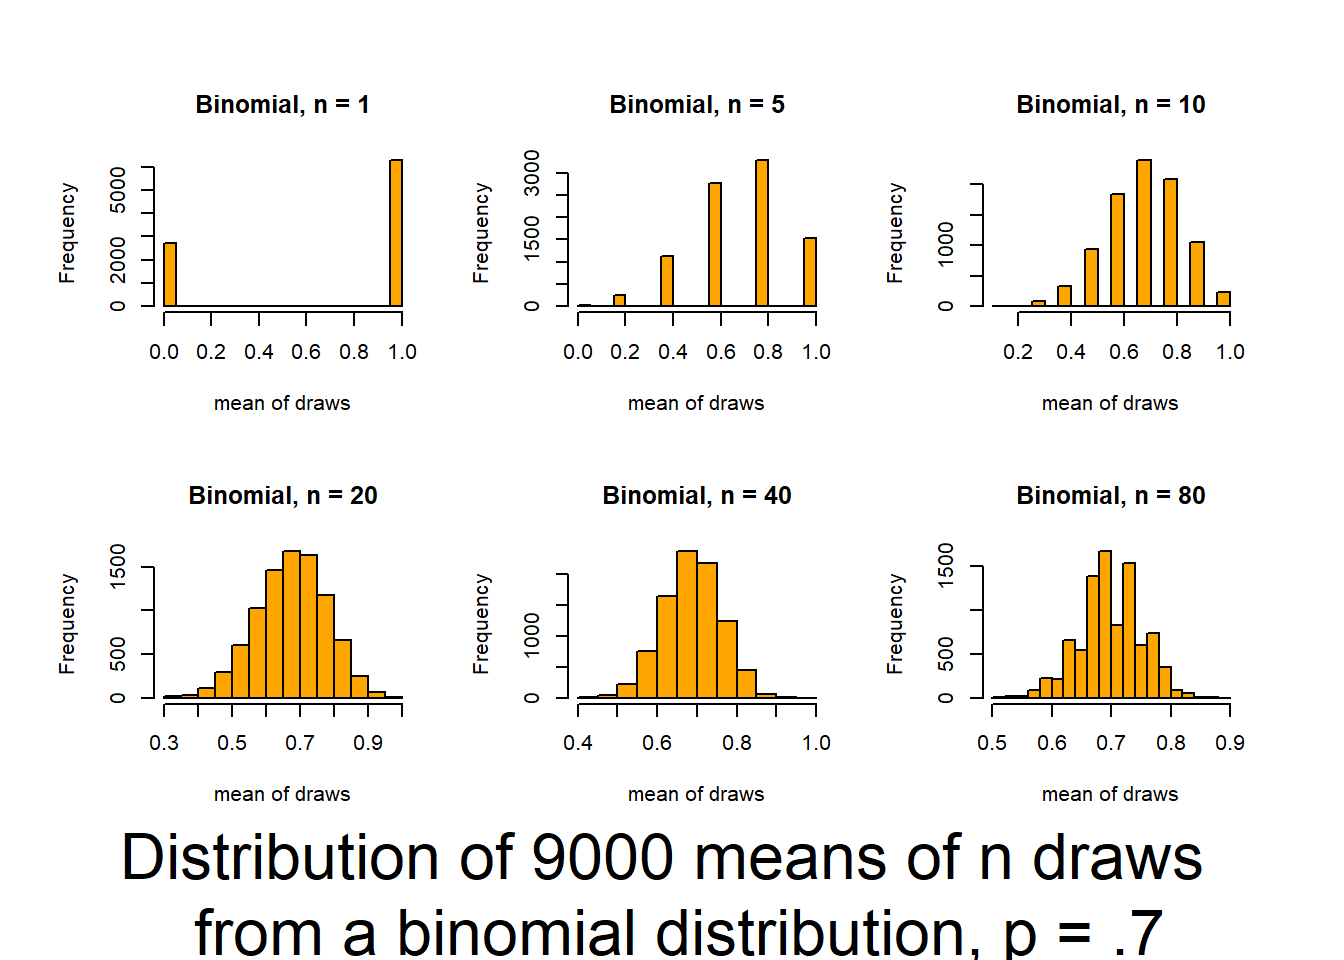 Binomial, n = 1
Frequency
0 2000 5000
0.0 0.2 0.4 0.6 0.8 1.0
mean of draws
Binomial, n = 5
Frequency
0 1500 3000
0.0 0.2 0.4 0.6 0.8 1.0
mean of draws
Binomial, n = 10
Frequency
0 1000
0.2 0.4 0.6 0.8 1.0
mean of draws
Binomial, n = 20
Frequency
0 500 1500
0.3 0.5 0.7 0.9
mean of draws
Binomial, n = 40
Frequency
0 1000
0.4 0.6 0.8 1.0
mean of draws
Binomial, n = 80
Frequency
0 500 1500
0.5 0.6 0.7 0.8 0.9
mean of draws
Distribution of 9000 means of n draws
from a binomial distribution, p = .7